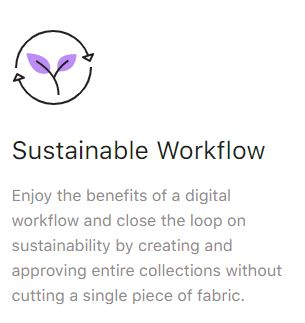 Sustainable Workflow
Enjoy the benefits of a digital
workflow and close the loop on
sustainability by creating and
approving entire collections without
cutting a single piece of fabric.